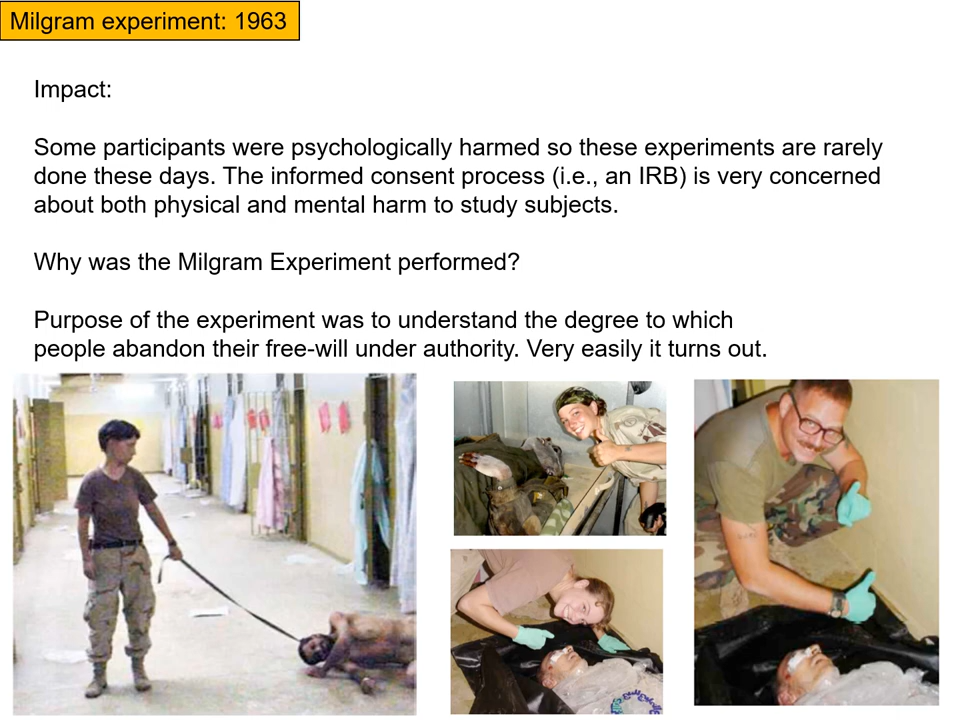 Milgram experiment: 1963
Impact:
Some participants were psychologically harmed so these experiments are rarely
done these days. The informed consent process (i.e., an IRB) is very concerned
about both physical and mental harm to study subjects.
Why was the Milgram Experiment performed?
Purpose of the experiment was to understand the degree to which
people abandon their free-will under authority. Very easily it turns out.